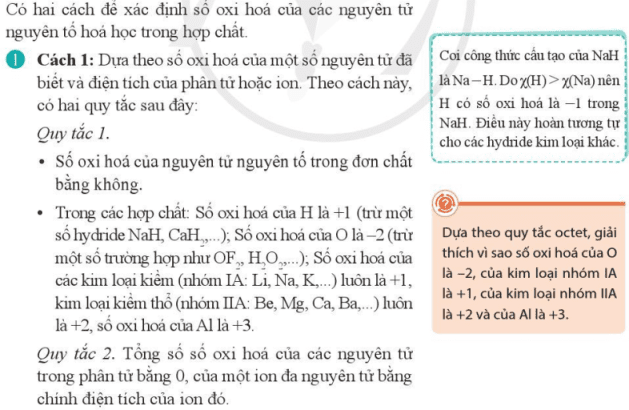 Có hai cách để xác định số oxi hoá của các nguyên tử
nguyên tố hoá học trong hợp chất.
1 Cách 1: Dựa theo số oxi hoá của một số nguyên tử đã
biết và điện tích của phân tử hoặc ion. Theo cách này,
có hai quy tắc sau đây:
Quy tắc 1.
• Số oxi hoá của nguyên tử nguyên tố trong đơn chất
bằng không.
• Trong các hợp chất: Số oxi hoá của H là +1 (trừ một
số hydride NaH, CaH₂,...); Số oxi hoá của O là –2 (trừ
một số trường hợp như OF₂, H₂O₂,...); Số oxi hoá của
các kim loại kiềm (nhóm IA: Li, Na, K,...) luôn là +1,
kim loại kiềm thổ (nhóm IIA: Be, Mg, Ca, Ba,...) luôn
là +2, số oxi hoá của Al là +3.
Quy tắc 2. Tổng số số oxi hoá của các nguyên tử
trong phân tử bằng 0, của một ion đa nguyên tử bằng
chính điện tích của ion đó.
Coi công thức cấu tạo của NaH
là Na–H. Do χ(H) > χ(Na) nên
H có số oxi hoá là –1 trong
NaH. Điều này hoàn tương tự
cho các hydride kim loại khác.
?
Dựa theo quy tắc octet, giải
thích vì sao số oxi hoá của O
là –2, của kim loại nhóm IA
là +1, của kim loại nhóm IIA
là +2 và của Al là +3.